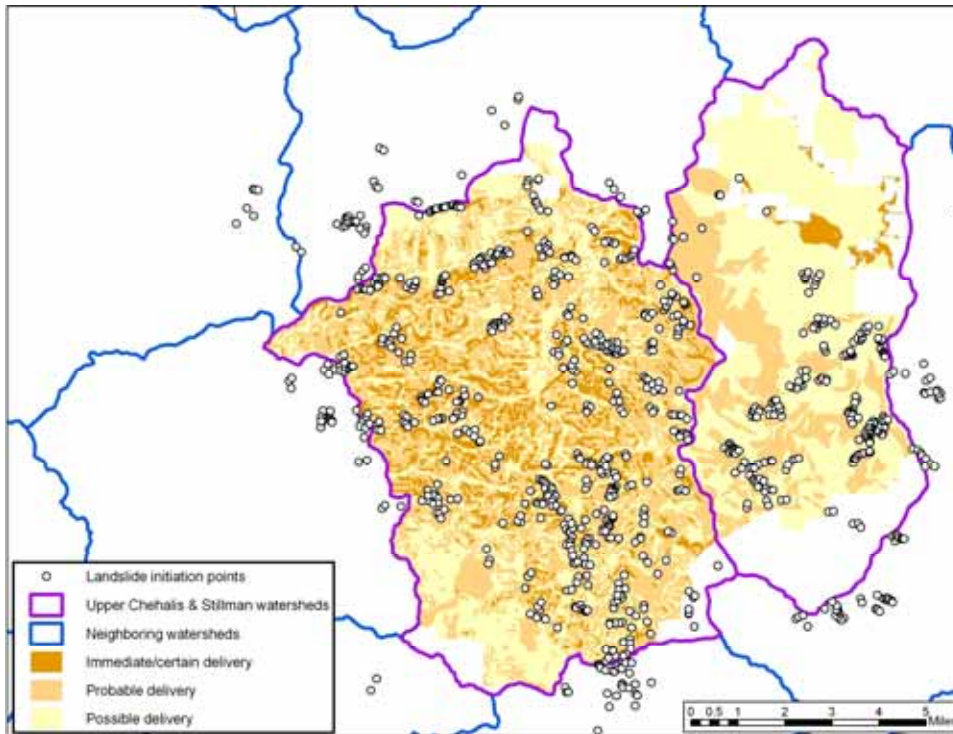 Landslide initiation points
Upper Chehalis & Stillman watersheds
Neighboring watersheds
Immediate/certain delivery
Probable delivery
Possible delivery
0 0.5 1 2 3 4 5
Miles